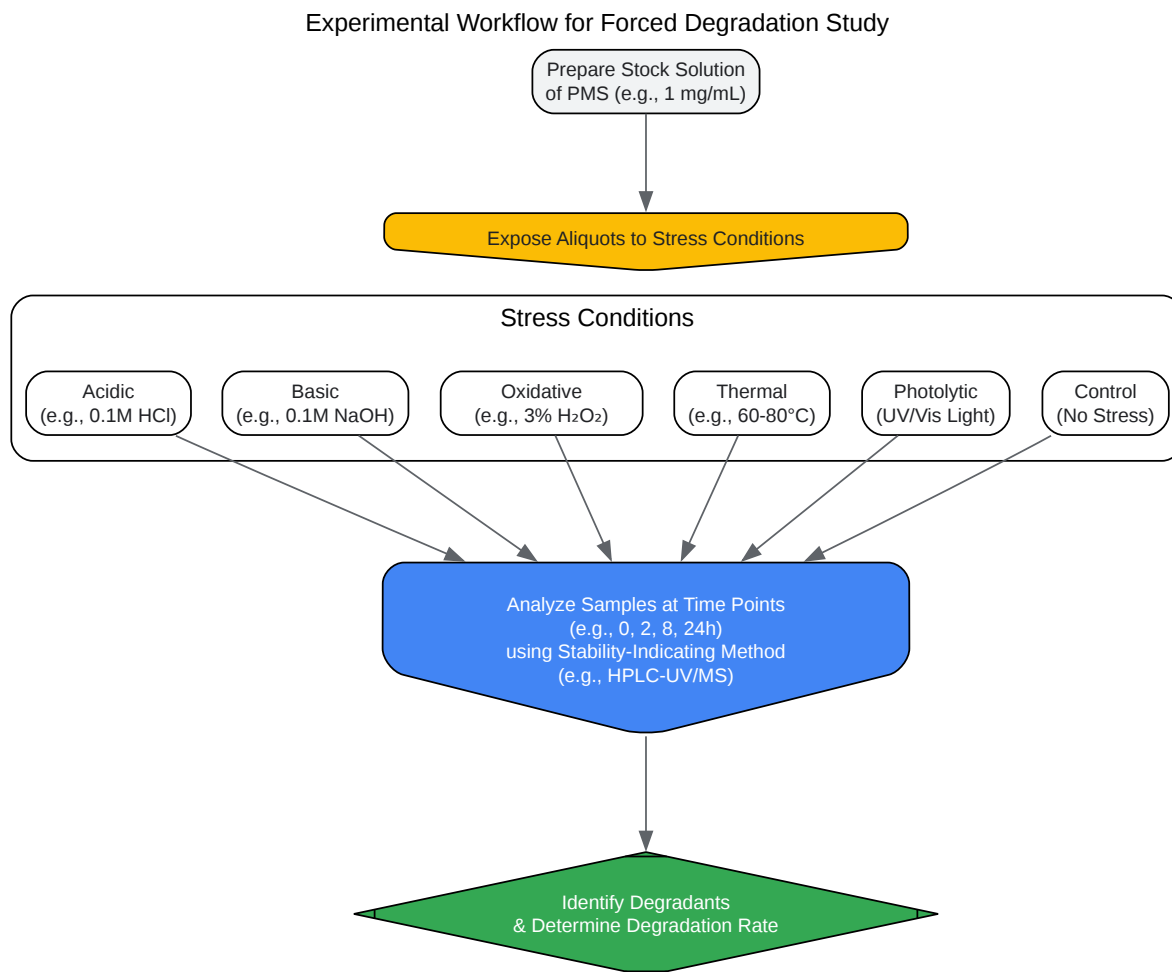 Experimental Workflow for Forced Degradation Study
Prepare Stock Solution
of PMS (e.g., 1 mg/mL)
Expose Aliquots to Stress Conditions
Stress Conditions
Acidic
(e.g., 0.1M HCl)
Basic
(e.g., 0.1M NaOH)
Oxidative
(e.g., 3% H₂O₂)
Thermal
(e.g., 60-80°C)
Photolytic
(UV/Vis Light)
Control
(No Stress)
Analyze Samples at Time Points
(e.g., 0, 2, 8, 24h)
using Stability-Indicating Method
(e.g., HPLC-UV/MS)
Identify Degradants
& Determine Degradation Rate